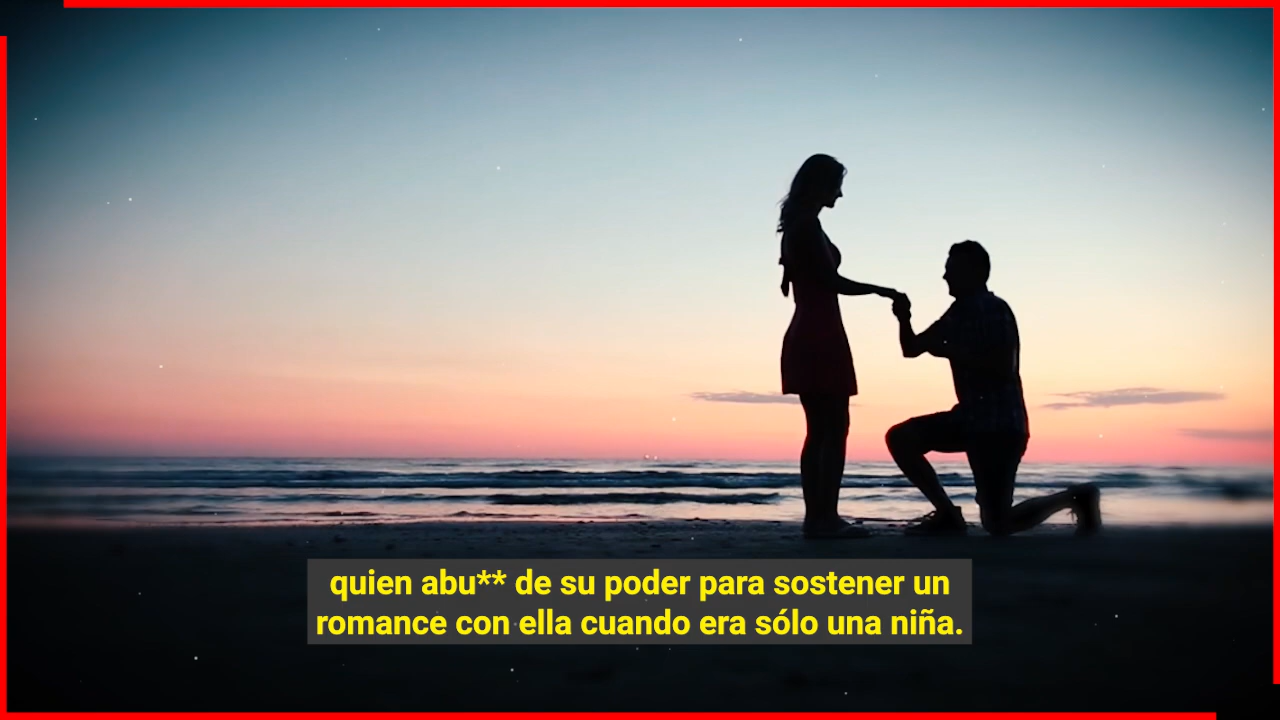 quien abu** de su poder para sostener un
romance con ella cuando era sólo una niña.